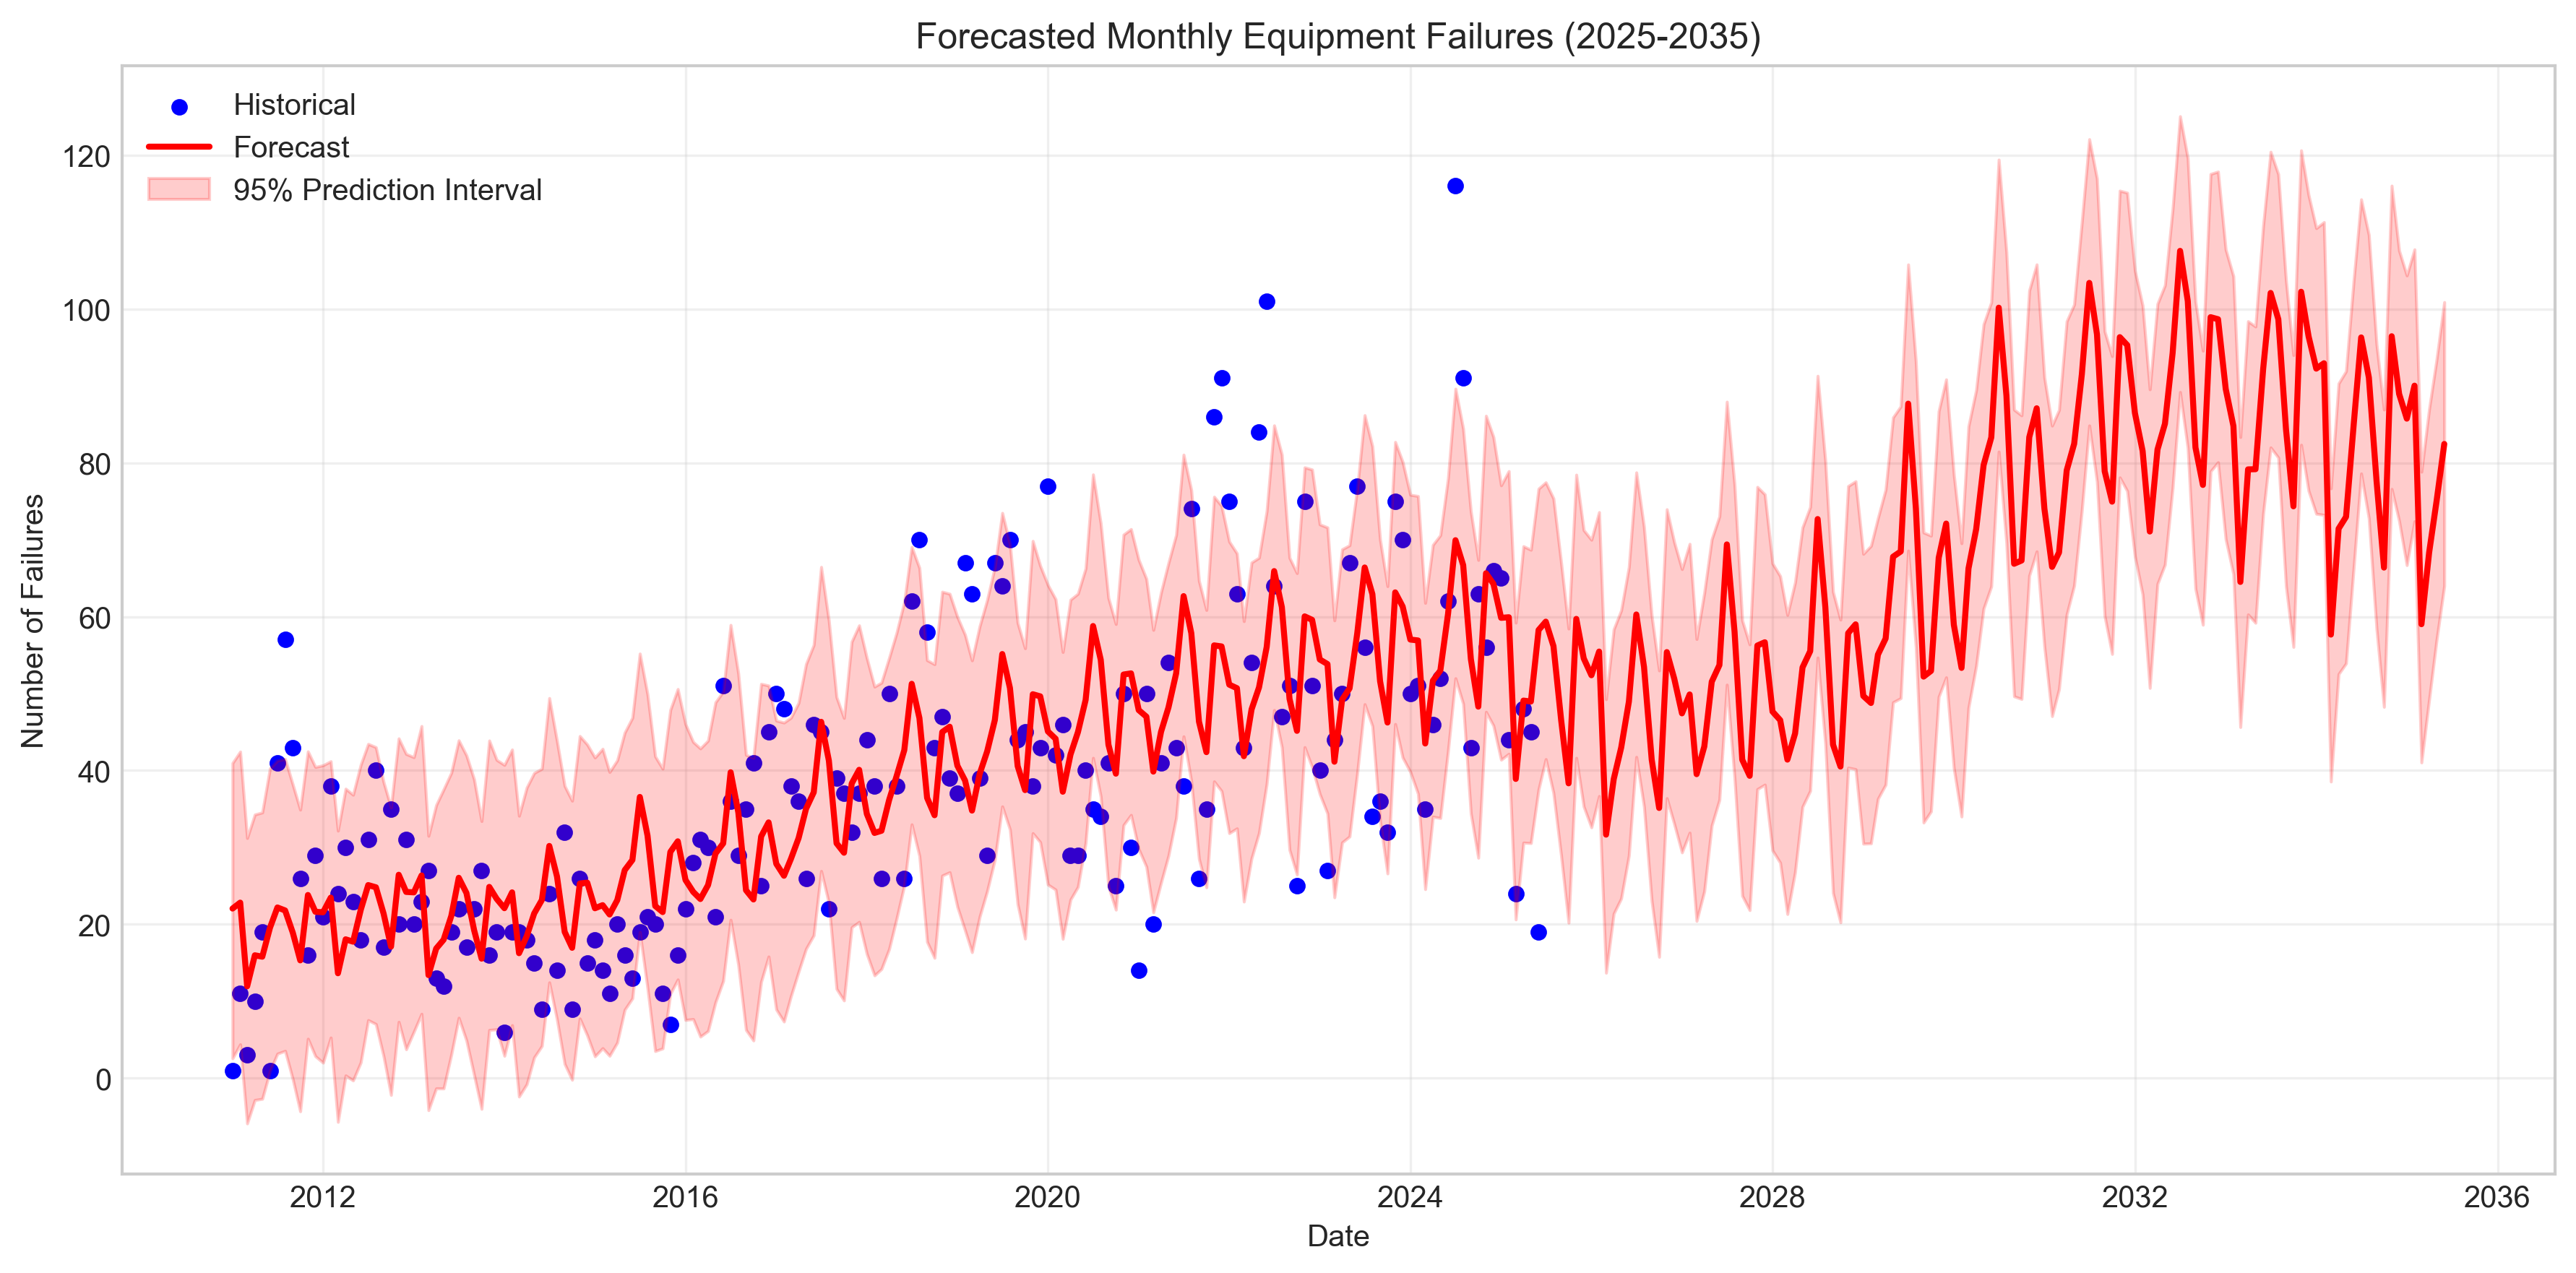 Forecasted Monthly Equipment Failures (2025-2035)
Historical
Forecast
95% Prediction Interval
Number of Failures
120
100
80
60
40
20
0
2012
2016
2020
2024
2028
2032
2036
Date